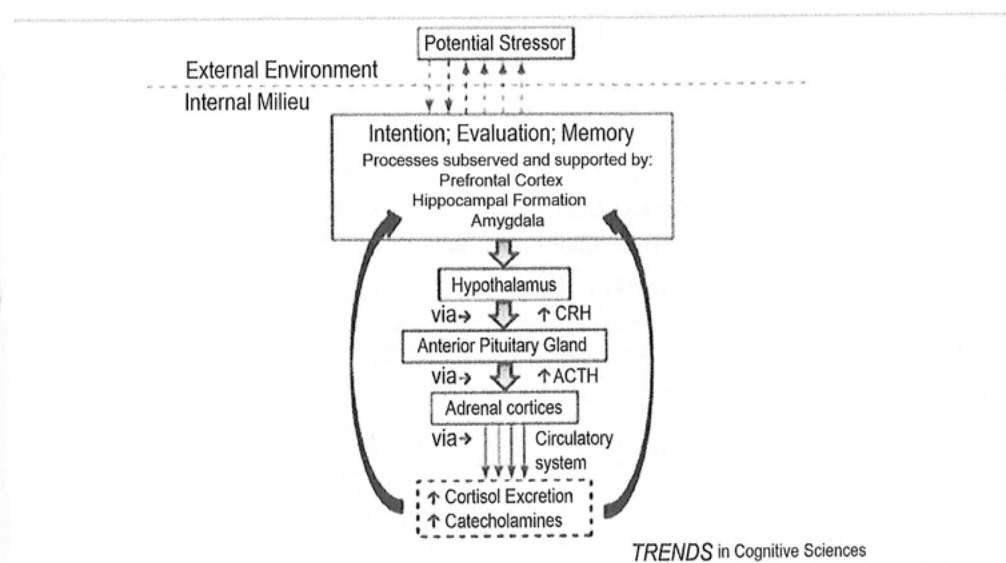 Potential Stressor
External Environment
Internal Milieu
Intention; Evaluation; Memory
Processes subserved and supported by:
Prefrontal Cortex
Hippocampal Formation
Amygdala
Hypothalamus
via→ ↑ CRH
Anterior Pituitary Gland
via→ ↑ACTH
Adrenal cortices
via→ Circulatory
system
↑ Cortisol Excretion
↑ Catecholamines
TRENDS in Cognitive Sciences